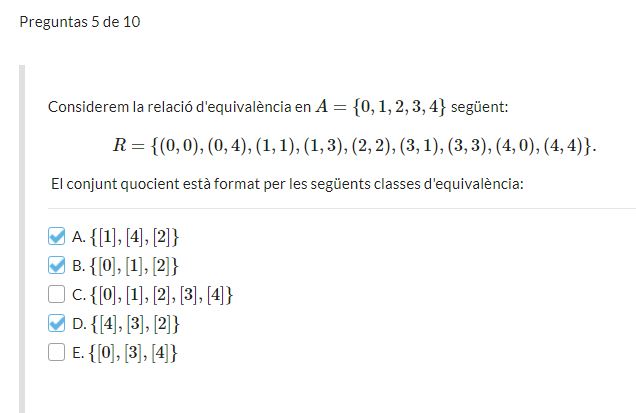 Preguntas 5 de 10
Considerem la relació d'equivalència en A = {0, 1, 2, 3, 4} següent:
R = {(0, 0), (0, 4), (1, 1), (1, 3), (2, 2), (3, 1), (3, 3), (4, 0), (4, 4)}.
El conjunt quocient està format per les següents classes d'equivalència:
A. {[1], [4], [2]}
B. {[0], [1], [2]}
C. {[0], [1], [2], [3], [4]}
D. {[4], [3], [2]}
E. {[0], [3], [4]}